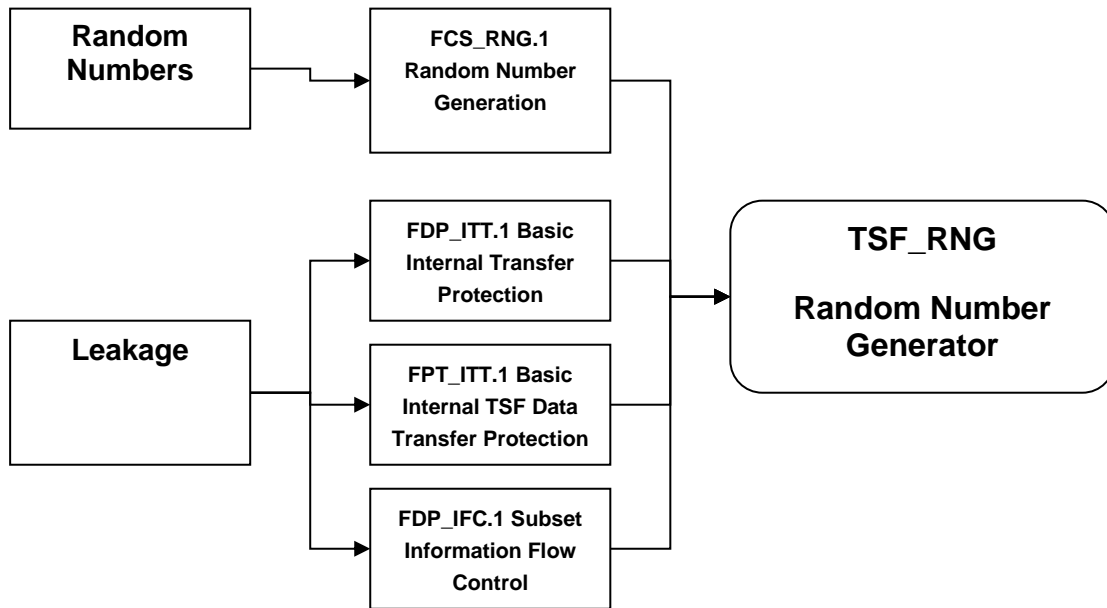 Random
Numbers
FCS_RNG.1
Random Number
Generation
FDP_ITT.1 Basic
Internal Transfer
Protection
Leakage
FPT_ITT.1 Basic
Internal TSF Data
Transfer Protection
FDP_IFC.1 Subset
Information Flow
Control
TSF_RNG
Random Number
Generator